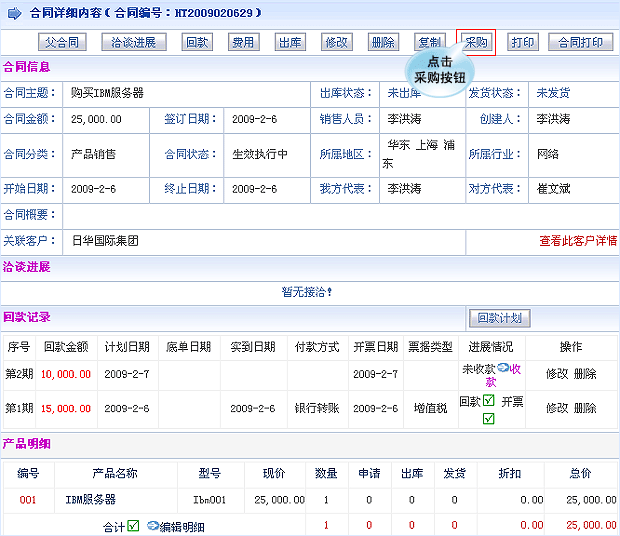 合同详细内容(合同编号:HT2009020629)
父合同 洽谈进展 回款 费用 出库 修改 删除 复制 采购 打印 合同打印
点击
采购按钮
合同信息
合同主题: 购买IBM服务器 出库状态: 未出库 发货状态: 未发货
合同金额: 25,000.00 签订日期: 2009-2-6 销售人员: 李洪涛 创建人: 李洪涛
合同分类: 产品销售 合同状态: 生效执行中 所属地区: 华东 上海 浦东 所属行业: 网络
开始日期: 2009-2-6 终止日期: 2009-2-6 我方代表: 李洪涛 对方代表: 崔文斌
合同概要:
关联客户: 日华国际集团 查看此客户详情
洽谈进展
暂无接洽!
回款记录 回款计划
序号 回款金额 计划日期 底单日期 实到日期 付款方式 开票日期 票据类型 进展情况 操作
第2期 10,000.00 2009-2-7 2009-2-7 未收款 收款 修改 删除
第1期 15,000.00 2009-2-6 2009-2-6 银行转账 2009-2-6 增值税 回款 开票 修改 删除
产品明细
编号 产品名称 型号 现价 数量 申请 出库 发货 折扣 总价
001 IBM服务器 Ibm001 25,000.00 1 0 0 0 0.00 25,000.00
合计 编辑明细 1 0 0 0 0.00 25,000.00